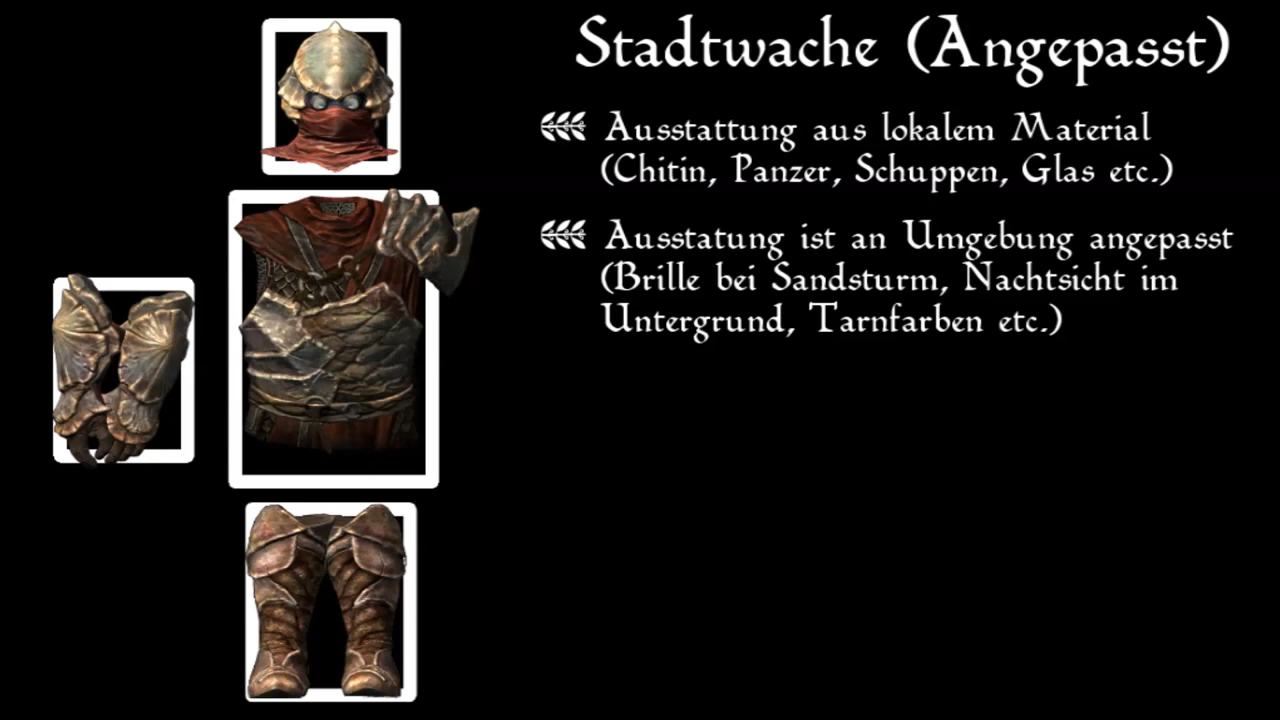 Stadtwache (Angepasst)
Ausstattung aus lokalem Material
(Chitin, Panzer, Schuppen, Glas etc.)
Ausstatung ist an Umgebung angepasst
(Brille bei Sandsturm, Nachtsicht im
Untergrund, Tarnfarben etc.)